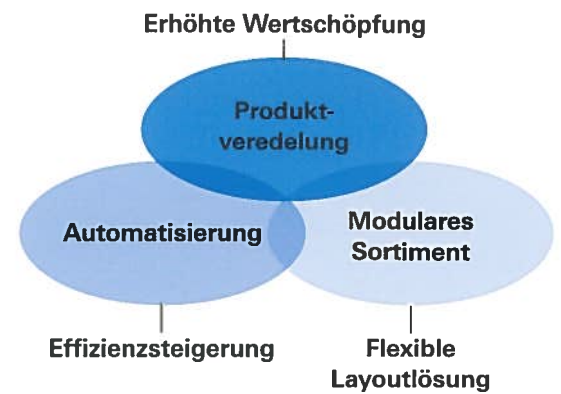 Erhöhte Wertschöpfung
Produkt-
veredelung
Automatisierung
Modulares
Sortiment
Effizienzsteigerung
Flexible
Layoutlösung